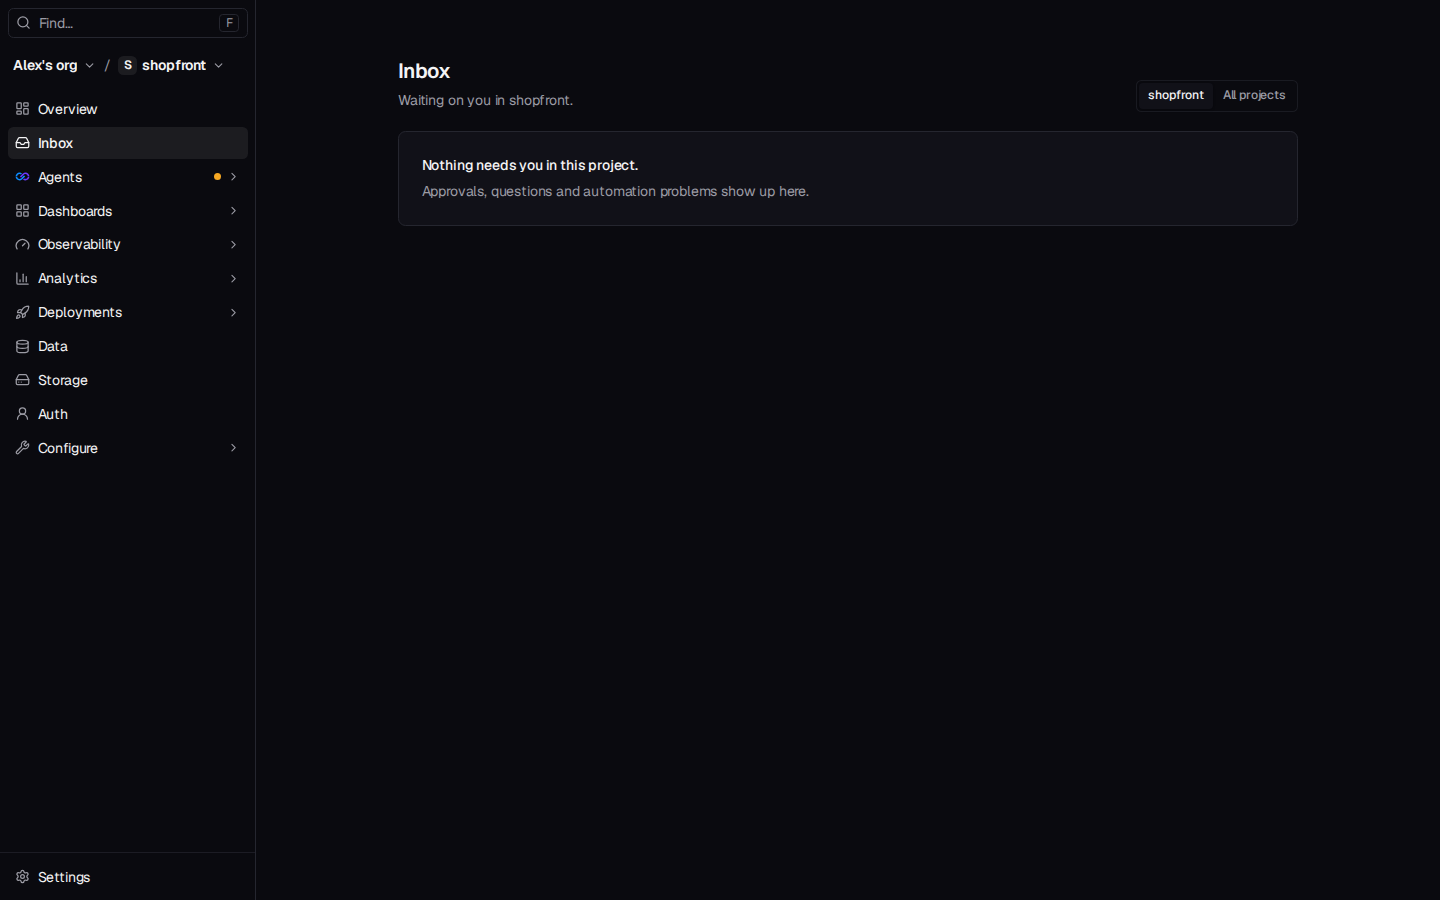 Find...
F
Alex's org / S shopfront
Overview
Inbox
Agents
Dashboards
Observability
Analytics
Deployments
Data
Storage
Auth
Configure
Settings
Inbox
Waiting on you in shopfront.
shopfront All projects
Nothing needs you in this project.
Approvals, questions and automation problems show up here.